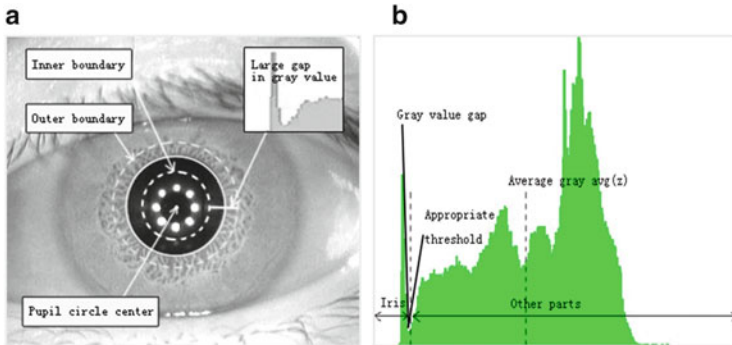 a
b
Inner boundary
Outer boundary
Large gap
in gray value
Pupil circle center
Gray value gap
Average gray avg(z)
Appropriate
threshold
Iris
Other parts